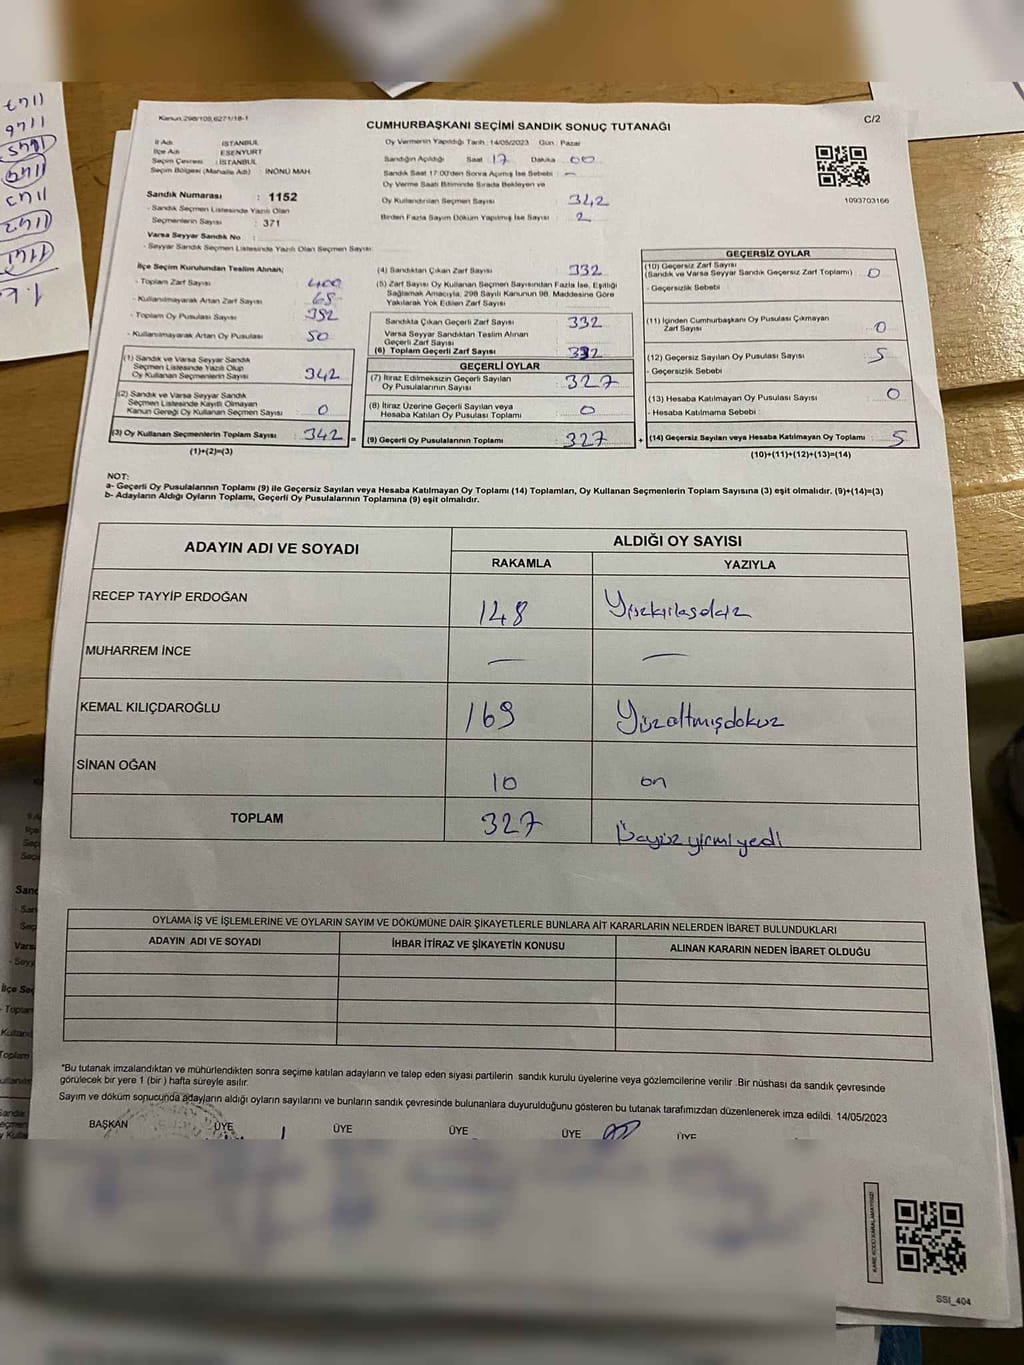 Kanun.298/105,6271/18-1
C/2
CUMHURBAŞKANI SEÇİMİ SANDIK SONUÇ TUTANAĞI
İl Adı : İSTANBUL
İlçe Adı : ESENYURT
Seçim Çevresi : İSTANBUL
Seçim Bölgesi (Mahalle Adı) : İNÖNÜ MAH.
Sandık Numarası : 1152
- Sandık Seçmen Listesinde Yazılı Olan
Seçmenlerin Sayısı : 371
Varsa Seyyar Sandık No :
- Seyyar Sandık Seçmen Listesinde Yazılı Olan Seçmen Sayısı:
Oy Vermenin Yapıldığı Tarih : 14/05/2023 Gün : Pazar
Sandığın Açıldığı Saat 17 Dakika 00
Sandık Saat 17:00'den Sonra Açılmış İse Sebebi : -
Oy Verme Saati Bitiminde Sırada Bekleyen ve
Oy Kullandırılan Seçmen Sayısı : 342
Birden Fazla Sayım Döküm Yapılmış İse Sayısı : 2
1093703166
İlçe Seçim Kurulundan Teslim Alınan;
- Toplam Zarf Sayısı : 400
- Kullanılmayarak Artan Zarf Sayısı : 68
- Toplam Oy Pusulası Sayısı : 382
- Kullanılmayarak Artan Oy Pusulası : 50
(1) Sandık ve Varsa Seyyar Sandık
Seçmen Listesinde Yazılı Olup
Oy Kullanan Seçmenlerin Sayısı : 342
(2) Sandık ve Varsa Seyyar Sandık
Seçmen Listesinde Kayıtlı Olmayan
Kanun Gereği Oy Kullanan Seçmen Sayısı : 0
(3) Oy Kullanan Seçmenlerin Toplam Sayısı : 342 =
(1)+(2)=(3)
(4) Sandıktan Çıkan Zarf Sayısı : 332
(5) Zarf Sayısı Oy Kullanan Seçmen Sayısından Fazla İse, Eşitliği
Sağlamak Amacıyla, 298 Sayılı Kanunun 98. Maddesine Göre
Yakılarak Yok Edilen Zarf Sayısı :
Sandıkta Çıkan Geçerli Zarf Sayısı : 332
Varsa Seyyar Sandıktan Teslim Alınan
Geçerli Zarf Sayısı :
(6) Toplam Geçerli Zarf Sayısı : 332
GEÇERLİ OYLAR
(7) İtiraz Edilmeksizin Geçerli Sayılan
Oy Pusulalarının Sayısı : 327
(8) İtiraz Üzerine Geçerli Sayılan veya
Hesaba Katılan Oy Pusulası Toplamı : 0
(9) Geçerli Oy Pusulalarının Toplamı : 327 +
GEÇERSİZ OYLAR
(10) Geçersiz Zarf Sayısı
(Sandık ve Varsa Seyyar Sandık Geçersiz Zarf Toplamı) : 0
- Geçersizlik Sebebi :
(11) İçinden Cumhurbaşkanı Oy Pusulası Çıkmayan
Zarf Sayısı : 0
(12) Geçersiz Sayılan Oy Pusulası Sayısı : 5
- Geçersizlik Sebebi :
(13) Hesaba Katılmayan Oy Pusulası Sayısı : 0
- Hesaba Katılmama Sebebi :
(14) Geçersiz Sayılan veya Hesaba Katılmayan Oy Toplamı : 5
(10)+(11)+(12)+(13)=(14)
NOT:
a- Geçerli Oy Pusulalarının Toplamı (9) ile Geçersiz Sayılan veya Hesaba Katılmayan Oy Toplamı (14) Toplamları, Oy Kullanan Seçmenlerin Toplam Sayısına (3) eşit olmalıdır. (9)+(14)=(3)
b- Adayların Aldığı Oyların Toplamı, Geçerli Oy Pusulalarının Toplamına (9) eşit olmalıdır.
ADAYIN ADI VE SOYADI
ALDIĞI OY SAYISI
RAKAMLA YAZIYLA
RECEP TAYYİP ERDOĞAN 148 Yüzkırksekiz
MUHARREM İNCE — —
KEMAL KILIÇDAROĞLU 169 Yüzaltmışdokuz
SİNAN OĞAN 10 on
TOPLAM 327 Üçyüzyirmiyedi
OYLAMA İŞ VE İŞLEMLERİNE VE OYLARIN SAYIM VE DÖKÜMÜNE DAİR ŞİKAYETLERLE BUNLARA AİT KARARLARIN NELERDEN İBARET BULUNDUKLARI
ADAYIN ADI VE SOYADI İHBAR İTİRAZ VE ŞİKAYETİN KONUSU ALINAN KARARIN NEDEN İBARET OLDUĞU
*Bu tutanak imzalandıktan ve mühürlendikten sonra seçime katılan adayların ve talep eden siyasi partilerin sandık kurulu üyelerine veya gözlemcilerine verilir .Bir nüshası da sandık çevresinde
görülecek bir yere 1 (bir ) hafta süreyle asılır.
Sayım ve döküm sonucunda adayların aldığı oyların sayılarını ve bunların sandık çevresinde bulunanlara duyurulduğunu gösteren bu tutanak tarafımızdan düzenlenerek imza edildi. 14/05/2023
BAŞKAN ÜYE ÜYE ÜYE ÜYE ÜYE
KARE KODU KARALAMAYINIZ!
SSI_404